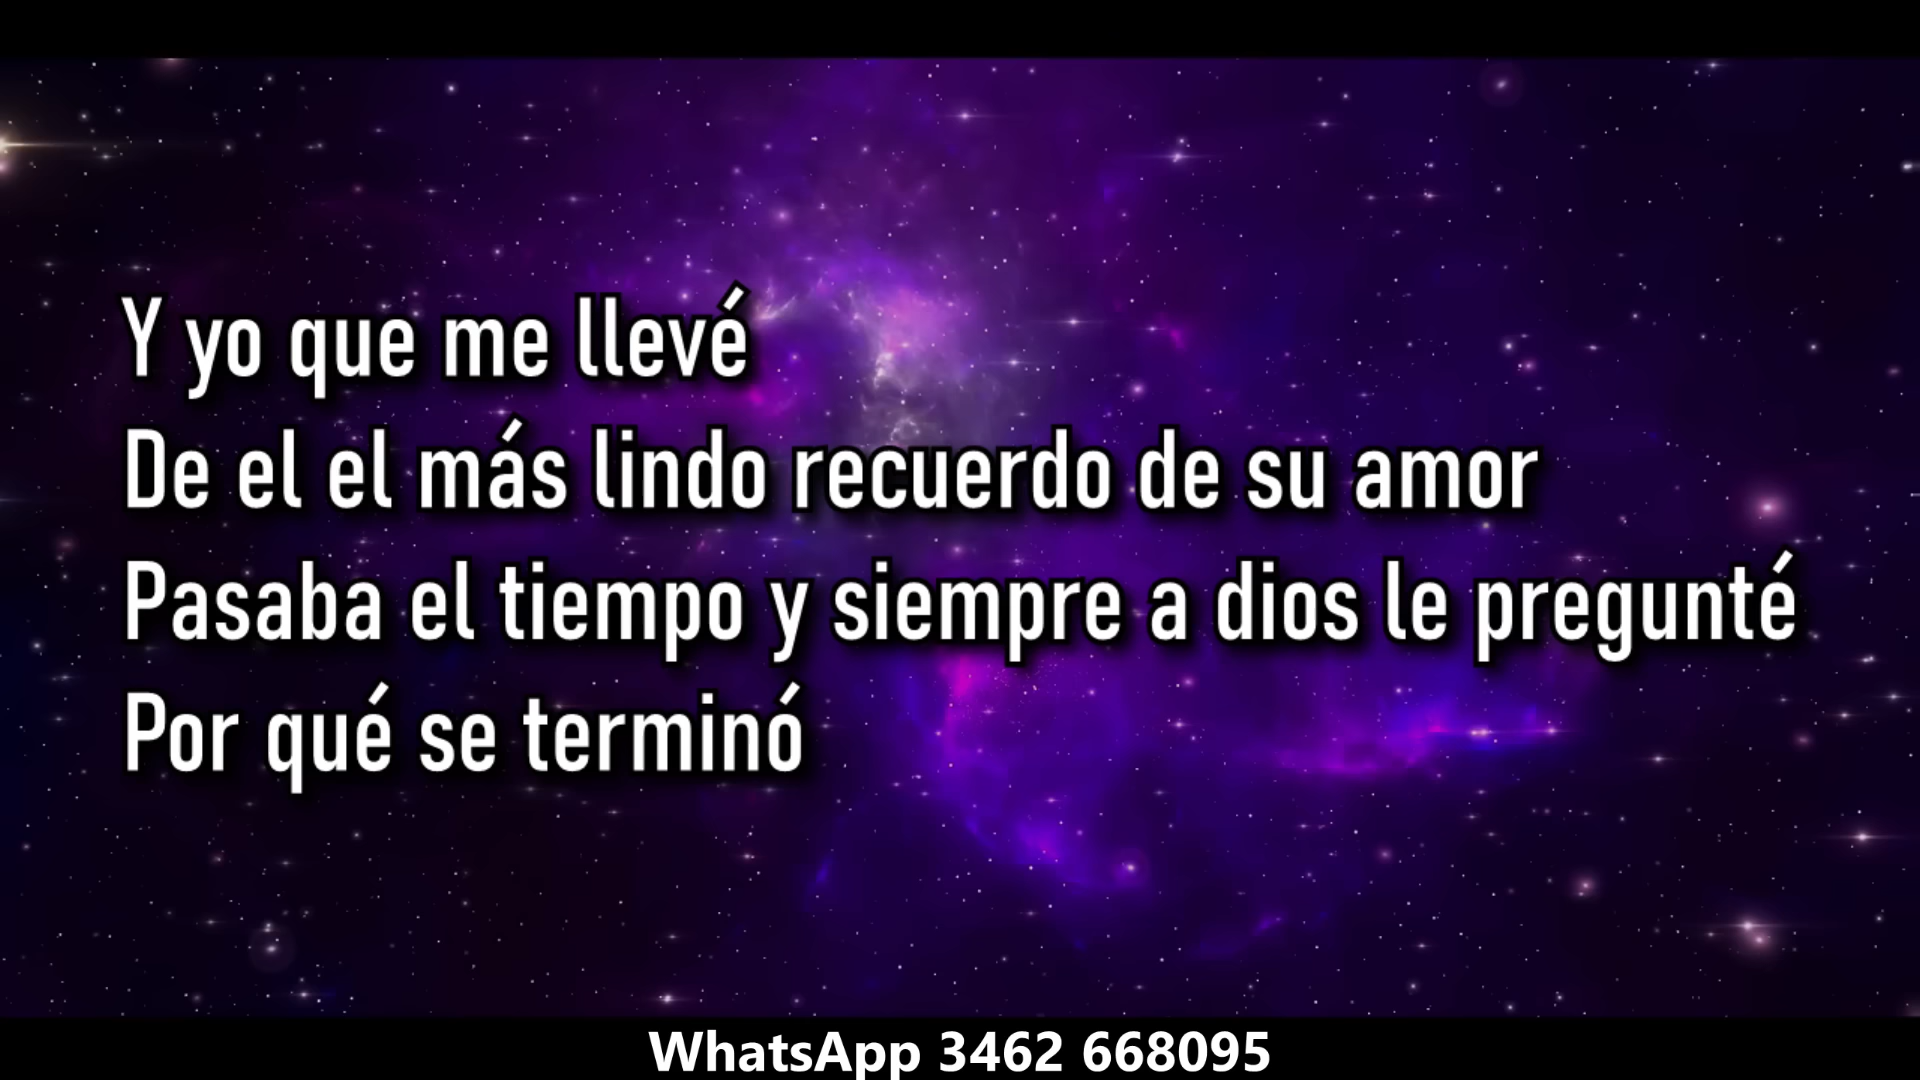 Y yo que me llevé
De el el más lindo recuerdo de su amor
Pasaba el tiempo y siempre a dios le pregunté
Por qué se terminó
WhatsApp 3462 668095